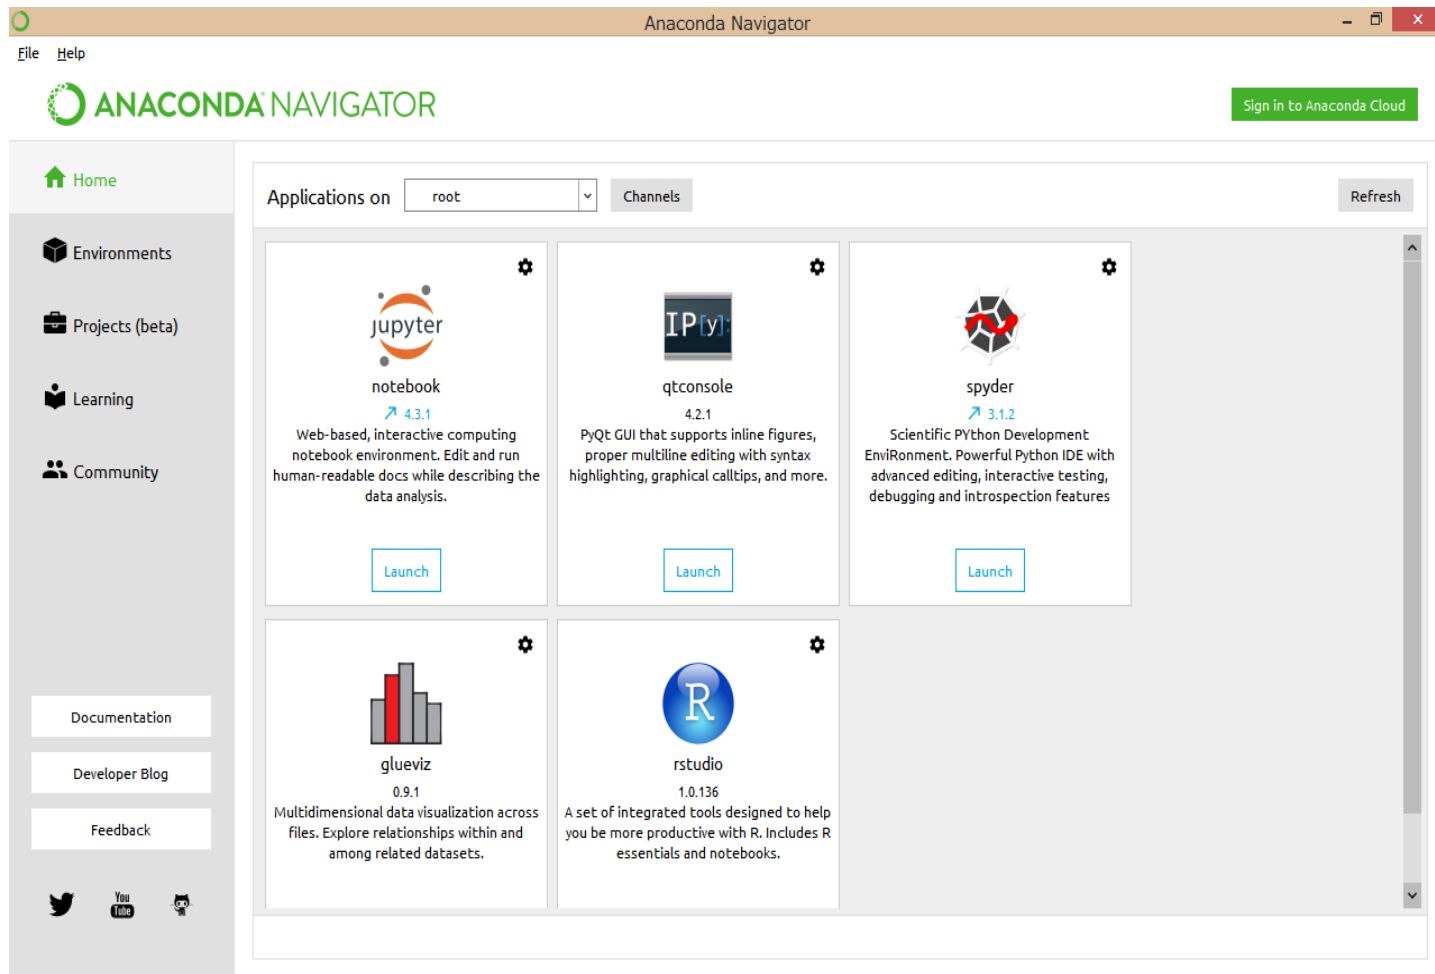 Anaconda Navigator
File Help
ANACONDA NAVIGATOR
Sign in to Anaconda Cloud
Home
Environments
Projects (beta)
Learning
Community
Documentation
Developer Blog
Feedback
You
Tube
Applications on root Channels Refresh
jupyter
notebook
4.3.1
Web-based, interactive computing
notebook environment. Edit and run
human-readable docs while describing the
data analysis.
Launch
IP[y]:
qtconsole
4.2.1
PyQt GUI that supports inline figures,
proper multiline editing with syntax
highlighting, graphical calltips, and more.
Launch
spyder
3.1.2
Scientific PYthon Development
EnviRonment. Powerful Python IDE with
advanced editing, interactive testing,
debugging and introspection features
Launch
glueviz
0.9.1
Multidimensional data visualization across
files. Explore relationships within and
among related datasets.
R
rstudio
1.0.136
A set of integrated tools designed to help
you be more productive with R. Includes R
essentials and notebooks.